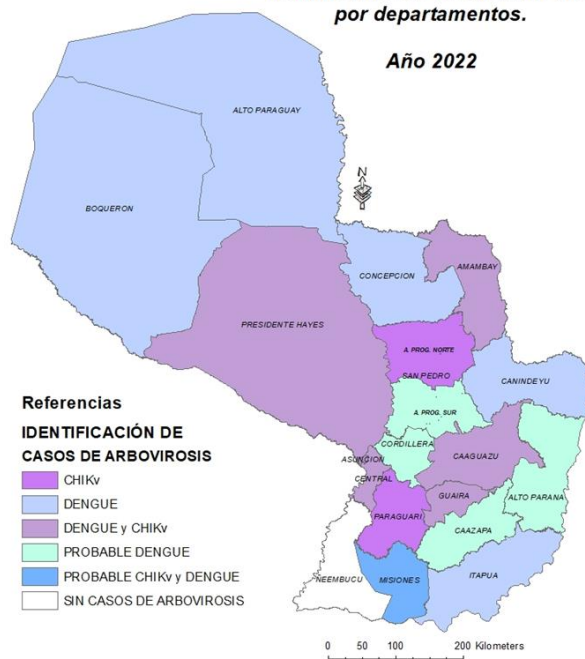 por departamentos.
Año 2022
ALTO PARAGUAY
BOQUERON
N
CONCEPCION
AMAMBAY
PRESIDENTE HAYES
A. PROG. NORTE
SAN PEDRO
CANINDEYU
A. PROG. SUR
CORDILLERA
ASUNCION
CENTRAL
CAAGUAZU
GUAIRA
ALTO PARANA
PARAGUARI
CAAZAPA
ÑEEMBUCU
MISIONES
ITAPUA
Referencias
IDENTIFICACIÓN DE
CASOS DE ARBOVIROSIS
CHIKv
DENGUE
DENGUE y CHIKv
PROBABLE DENGUE
PROBABLE CHIKv y DENGUE
SIN CASOS DE ARBOVIROSIS
0 50 100 200 Kilometers